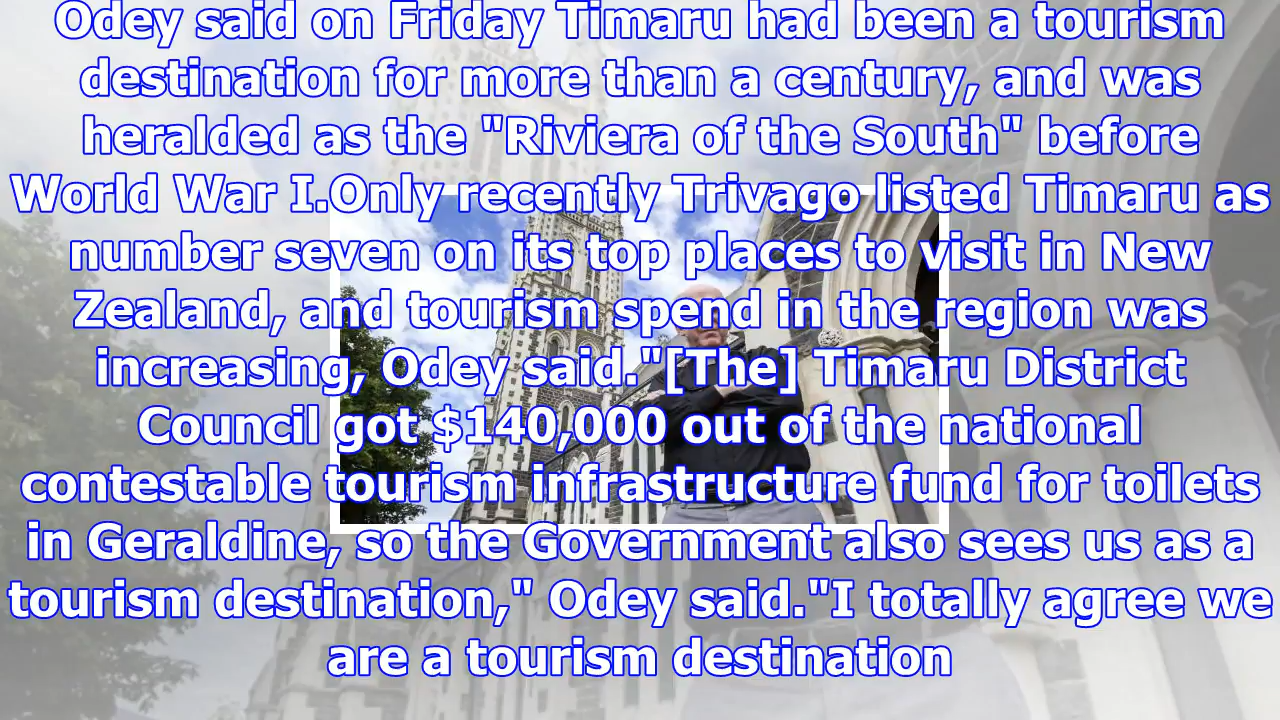 Odey said on Friday Timaru had been a tourism
destination for more than a century, and was
heralded as the "Riviera of the South" before
World War I.Only recently Trivago listed Timaru as
number seven on its top places to visit in New
Zealand, and tourism spend in the region was
increasing, Odey said."[The] Timaru District
Council got $140,000 out of the national
contestable tourism infrastructure fund for toilets
in Geraldine, so the Government also sees us as a
tourism destination," Odey said."I totally agree we
are a tourism destination